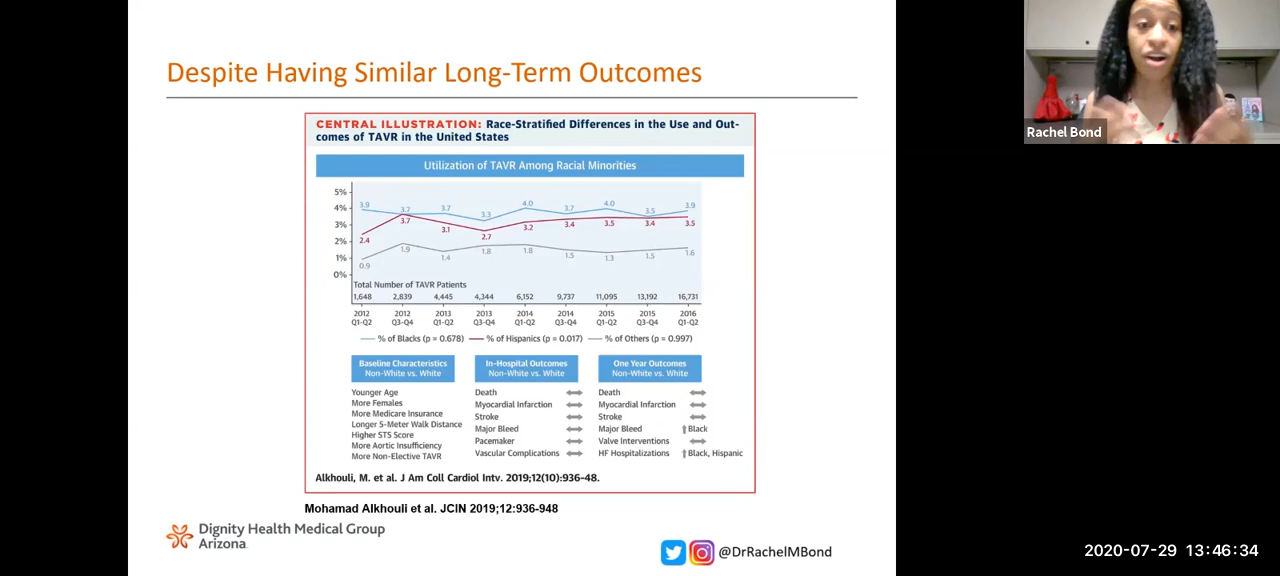 Despite Having Similar Long-Term Outcomes
Rachel Bond
CENTRAL ILLUSTRATION: Race-Stratified Differences in the Use and Out-
comes of TAVR in the United States
Utilization of TAVR Among Racial Minorities
5%
4%
3%
2%
1%
0%
3.9 3.7 3.7 3.3 4.0 3.7 4.0 3.5 3.9
2.4 3.7 3.1 2.7 3.2 3.4 3.5 3.4 3.5
0.9 1.9 1.4 1.8 1.8 1.5 1.3 1.5 1.6
Total Number of TAVR Patients
1,648 2,839 4,445 4,344 6,152 9,737 11,095 13,192 16,731
2012 2012 2013 2013 2014 2014 2015 2015 2016
Q1-Q2 Q3-Q4 Q1-Q2 Q3-Q4 Q1-Q2 Q3-Q4 Q1-Q2 Q3-Q4 Q1-Q2
% of Blacks (p = 0.678) % of Hispanics (p = 0.017) % of Others (p = 0.997)
Baseline Characteristics
Non-White vs. White
Younger Age
More Females
More Medicare Insurance
Longer 5-Meter Walk Distance
Higher STS Score
More Aortic Insufficiency
More Non-Elective TAVR
In-Hospital Outcomes
Non-White vs. White
Death
Myocardial Infarction
Stroke
Major Bleed
Pacemaker
Vascular Complications
One Year Outcomes
Non-White vs. White
Death
Myocardial Infarction
Stroke
Major Bleed Black
Valve Interventions
HF Hospitalizations Black, Hispanic
Alkhouli, M. et al. J Am Coll Cardiol Intv. 2019;12(10):936-48.
Mohamad Alkhouli et al. JCIN 2019;12:936-948
Dignity Health Medical Group
Arizona
@DrRachelMBond
2020-07-29 13:46:34